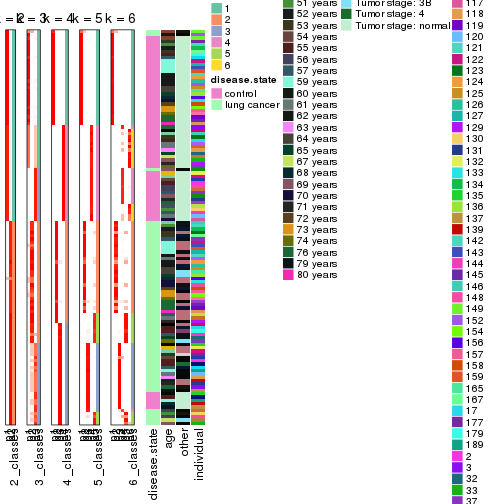 k = 3
k = 4
k = 5
k = 6
1
2
3
4
5
6
disease.state
control
lung cancer
51 years
52 years
53 years
54 years
55 years
56 years
57 years
59 years
60 years
61 years
62 years
63 years
64 years
65 years
67 years
68 years
69 years
70 years
71 years
72 years
73 years
74 years
76 years
79 years
80 years
Tumor stage: 3B
Tumor stage: 4
Tumor stage: normal
117
118
119
120
121
122
123
124
125
126
127
129
130
131
132
133
134
135
136
137
139
142
143
144
145
146
148
149
152
154
156
157
158
159
165
167
17
177
179
189
2
3
32
33
37
2_classes
3_classes
4_classes
5_classes
6_classes
disease.state
age
other
individual